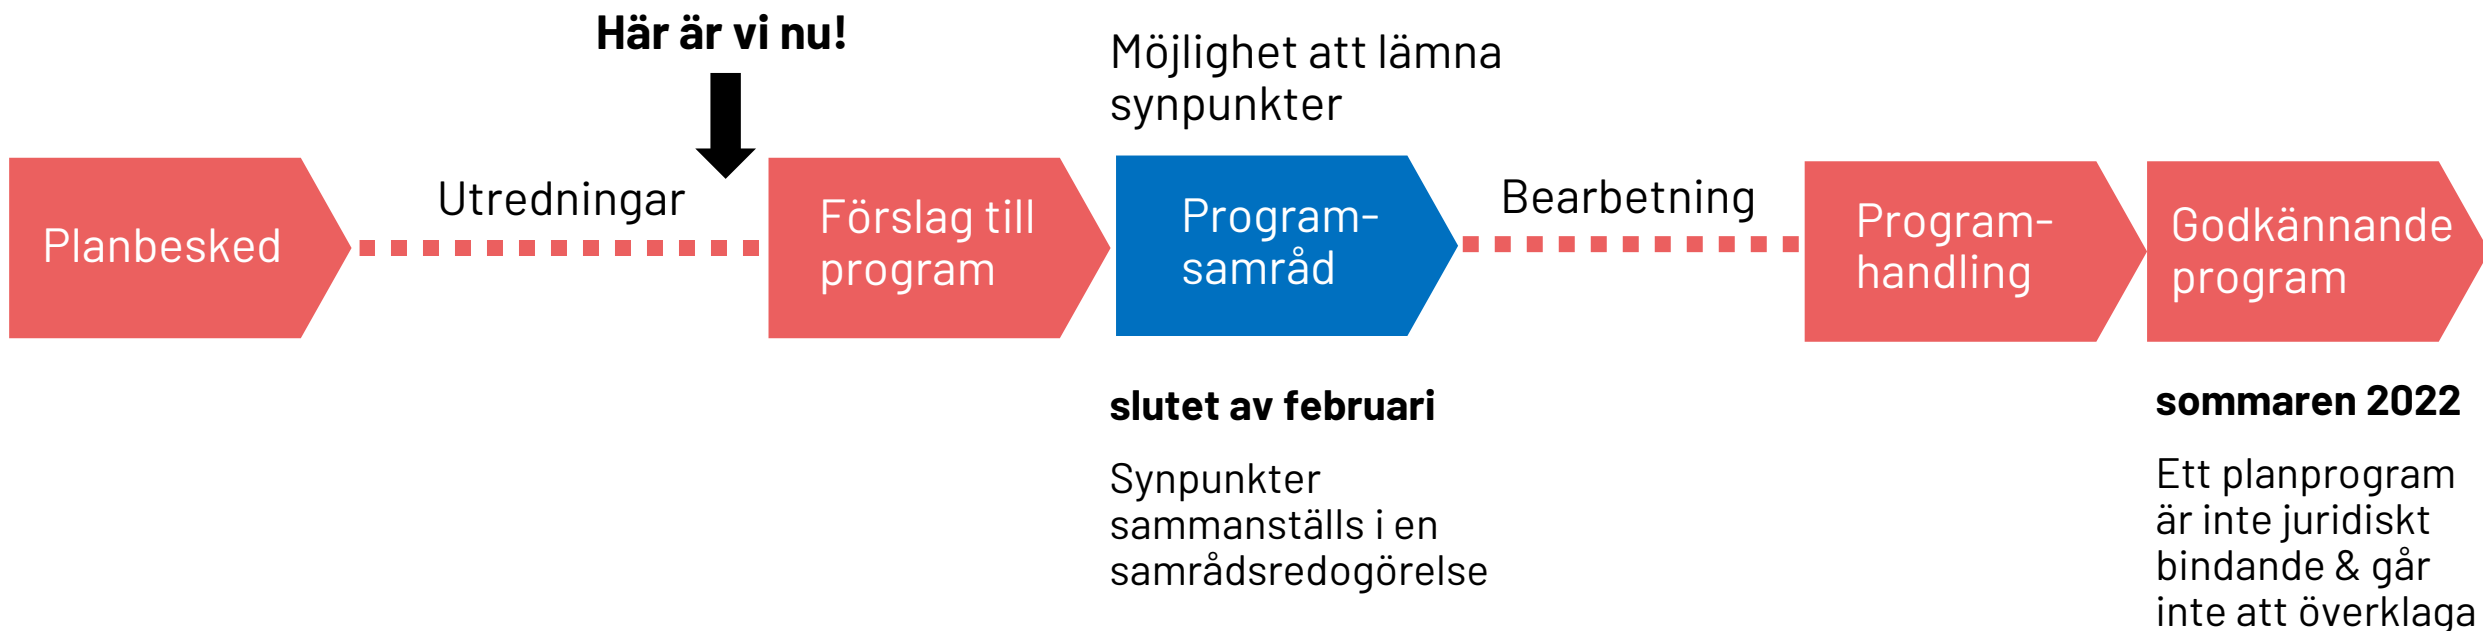 Här är vi nu!
Möjlighet att lämna
synpunkter
Planbesked
Utredningar
Förslag till
program
Program-
samråd
Bearbetning
Program-
handling
Godkännande
program
slutet av februari
Synpunkter
sammanställs i en
samrådsredogörelse
sommaren 2022
Ett planprogram
är inte juridiskt
bindande & går
inte att överklaga